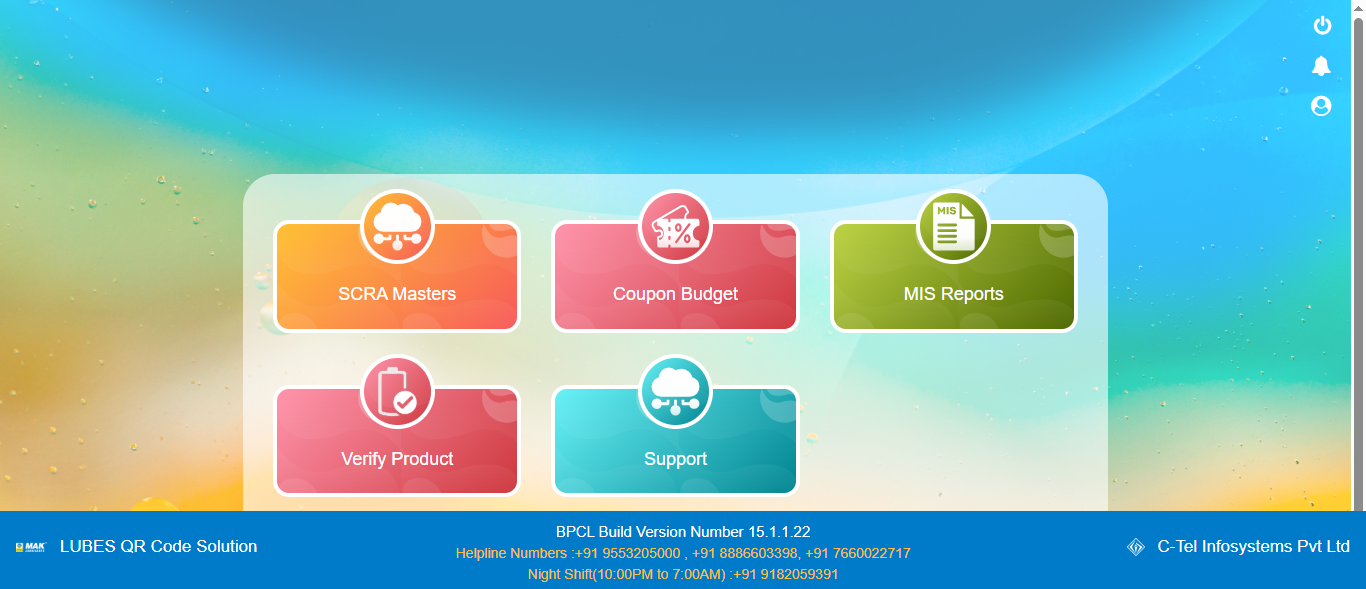 MIS
SCRA Masters
Coupon Budget
MIS Reports
%
Verify Product
Support
MAK
LUBES QR Code Solution
BPCL Build Version Number 15.1.1.22
Helpline Numbers :+91 9553205000 , +91 8886603398, +91 7660022717
Night Shift(10:00PM to 7:00AM) :+91 9182059391
C-Tel Infosystems Pvt Ltd